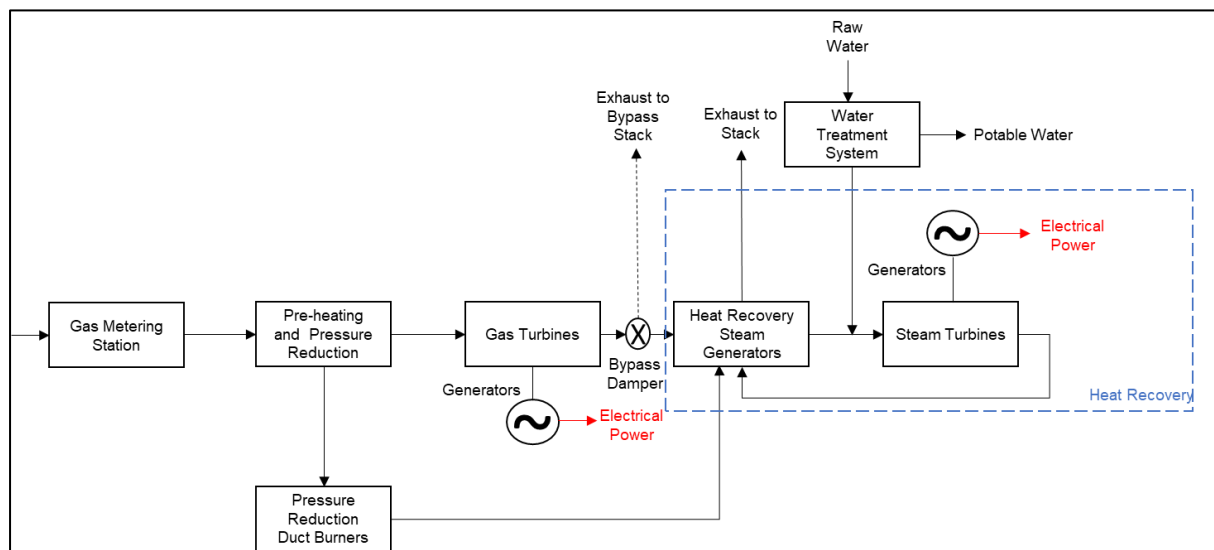 Raw
Water
Exhaust to
Bypass
Stack
Exhaust to
Stack
Water
Treatment
System
Potable Water
Electrical
Power
Generators
Gas Metering
Station
Pre-heating
and Pressure
Reduction
Gas Turbines
X
Bypass
Damper
Heat Recovery
Steam
Generators
Steam Turbines
Generators
Electrical
Power
Heat Recovery
Pressure
Reduction
Duct Burners